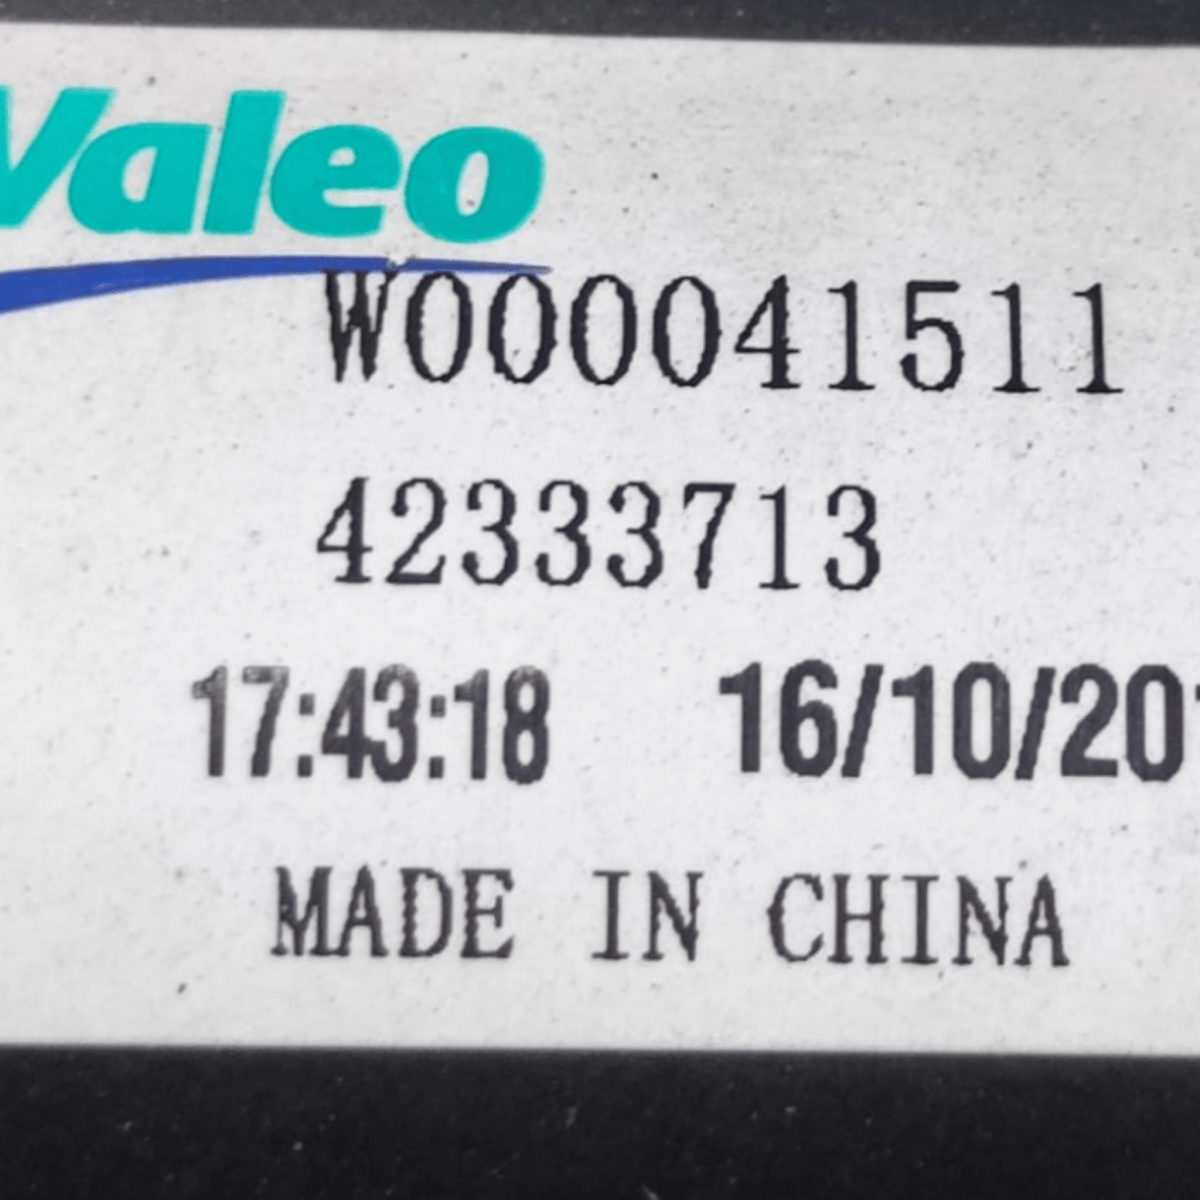 Valeo
W000041511
42333713
17:43:18 16/10/20
MADE IN CHINA